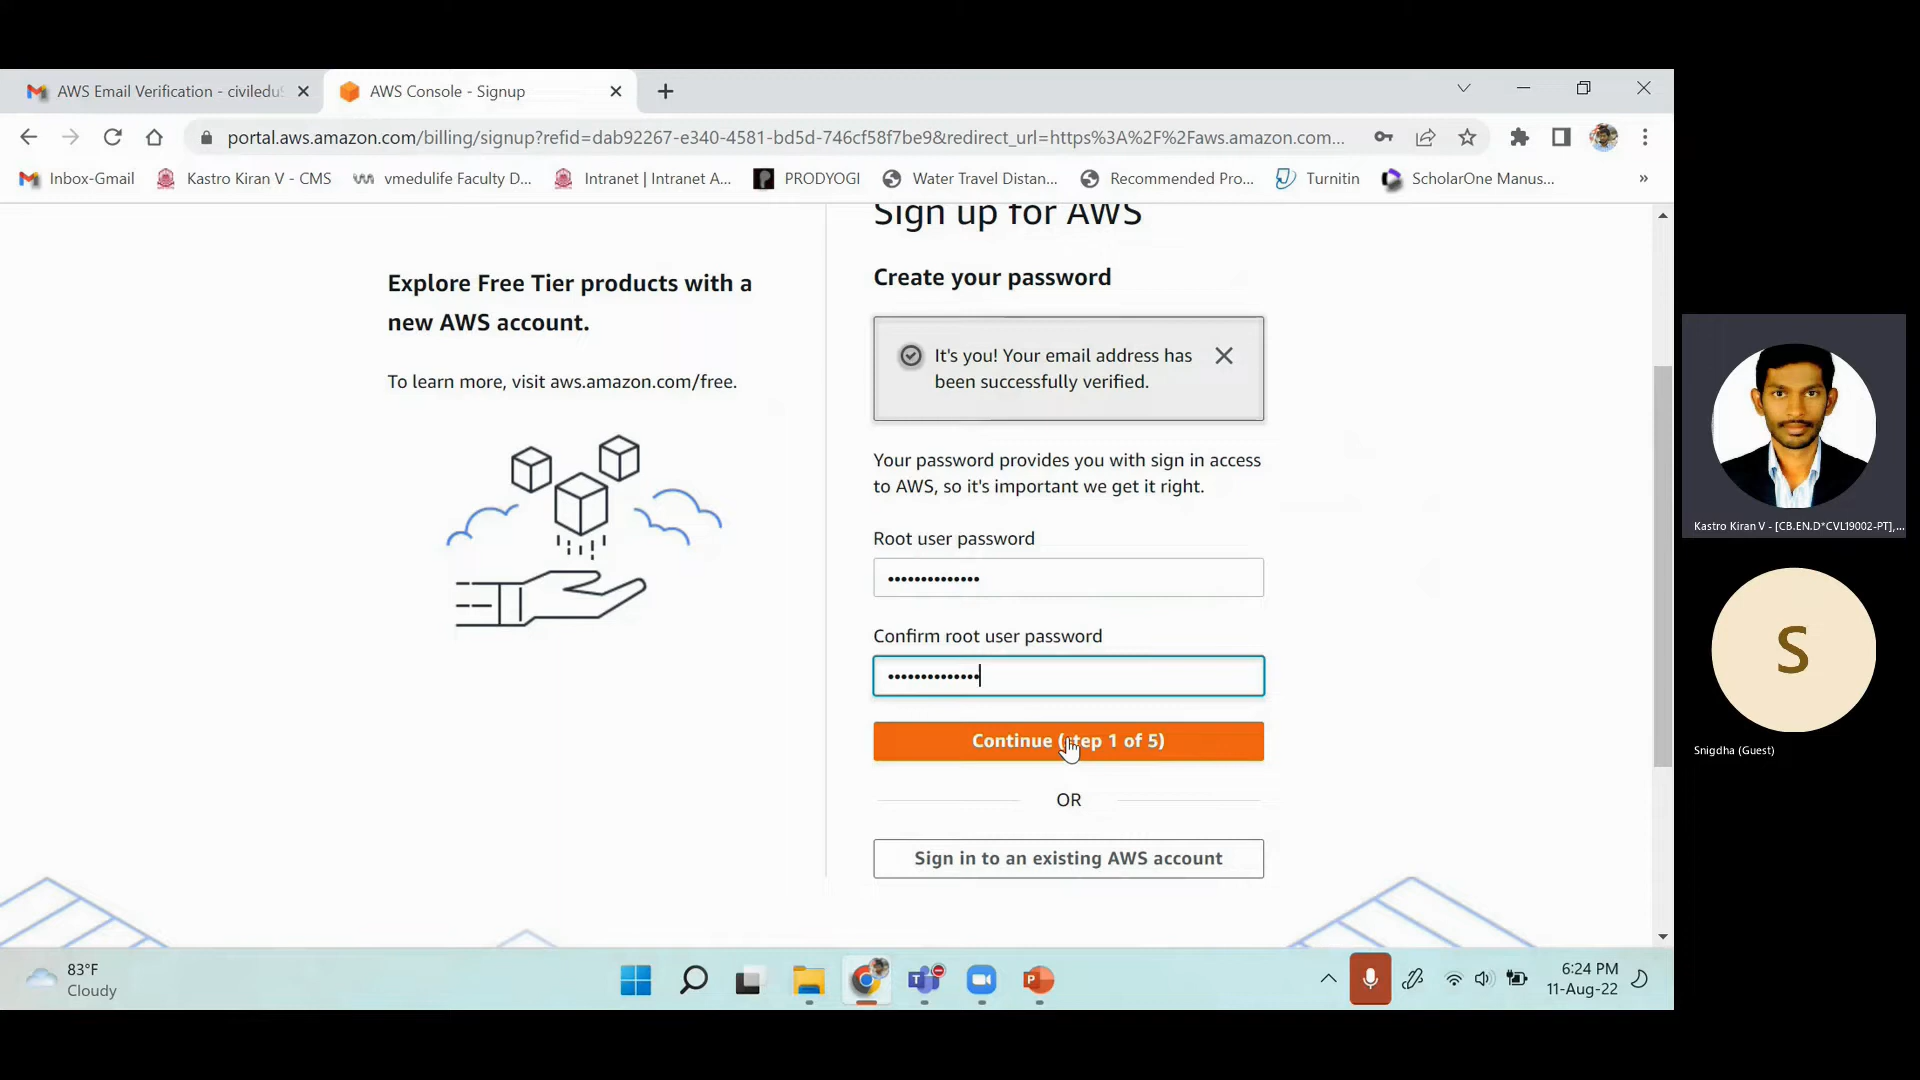 AWS Email Verification - civiledu
AWS Console - Signup
portal.aws.amazon.com/billing/signup?refid=dab92267-e340-4581-bd5d-746cf58f7be9&redirect_url=https%3A%2F%2Faws.amazon.com...
Inbox-Gmail
Kastro Kiran V - CMS
vmedulife Faculty D...
Intranet | Intranet A...
PRODYOGI
Water Travel Distan...
Recommended Pro...
Turnitin
ScholarOne Manus...
»
Sign up for AWS
Explore Free Tier products with a
new AWS account.
To learn more, visit aws.amazon.com/free.
Create your password
It's you! Your email address has
been successfully verified.
Your password provides you with sign in access
to AWS, so it's important we get it right.
Root user password
••••••••••••••
Confirm root user password
••••••••••••••
Continue (step 1 of 5)
OR
Sign in to an existing AWS account
Kastro Kiran V - [CB.EN.D*CVL19002-PT],...
S
Snigdha (Guest)
83°F
Cloudy
6:24 PM
11-Aug-22